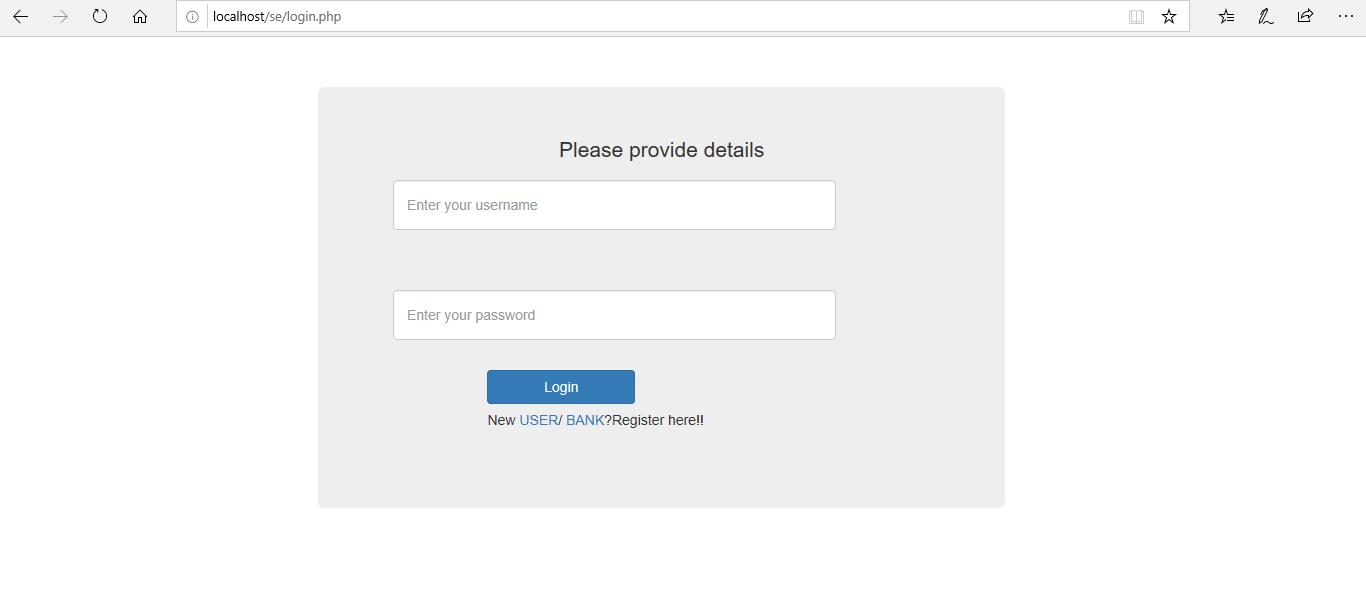 localhost/se/login.php
Please provide details
Enter your username
Enter your password
Login
New USER/ BANK?Register here!!